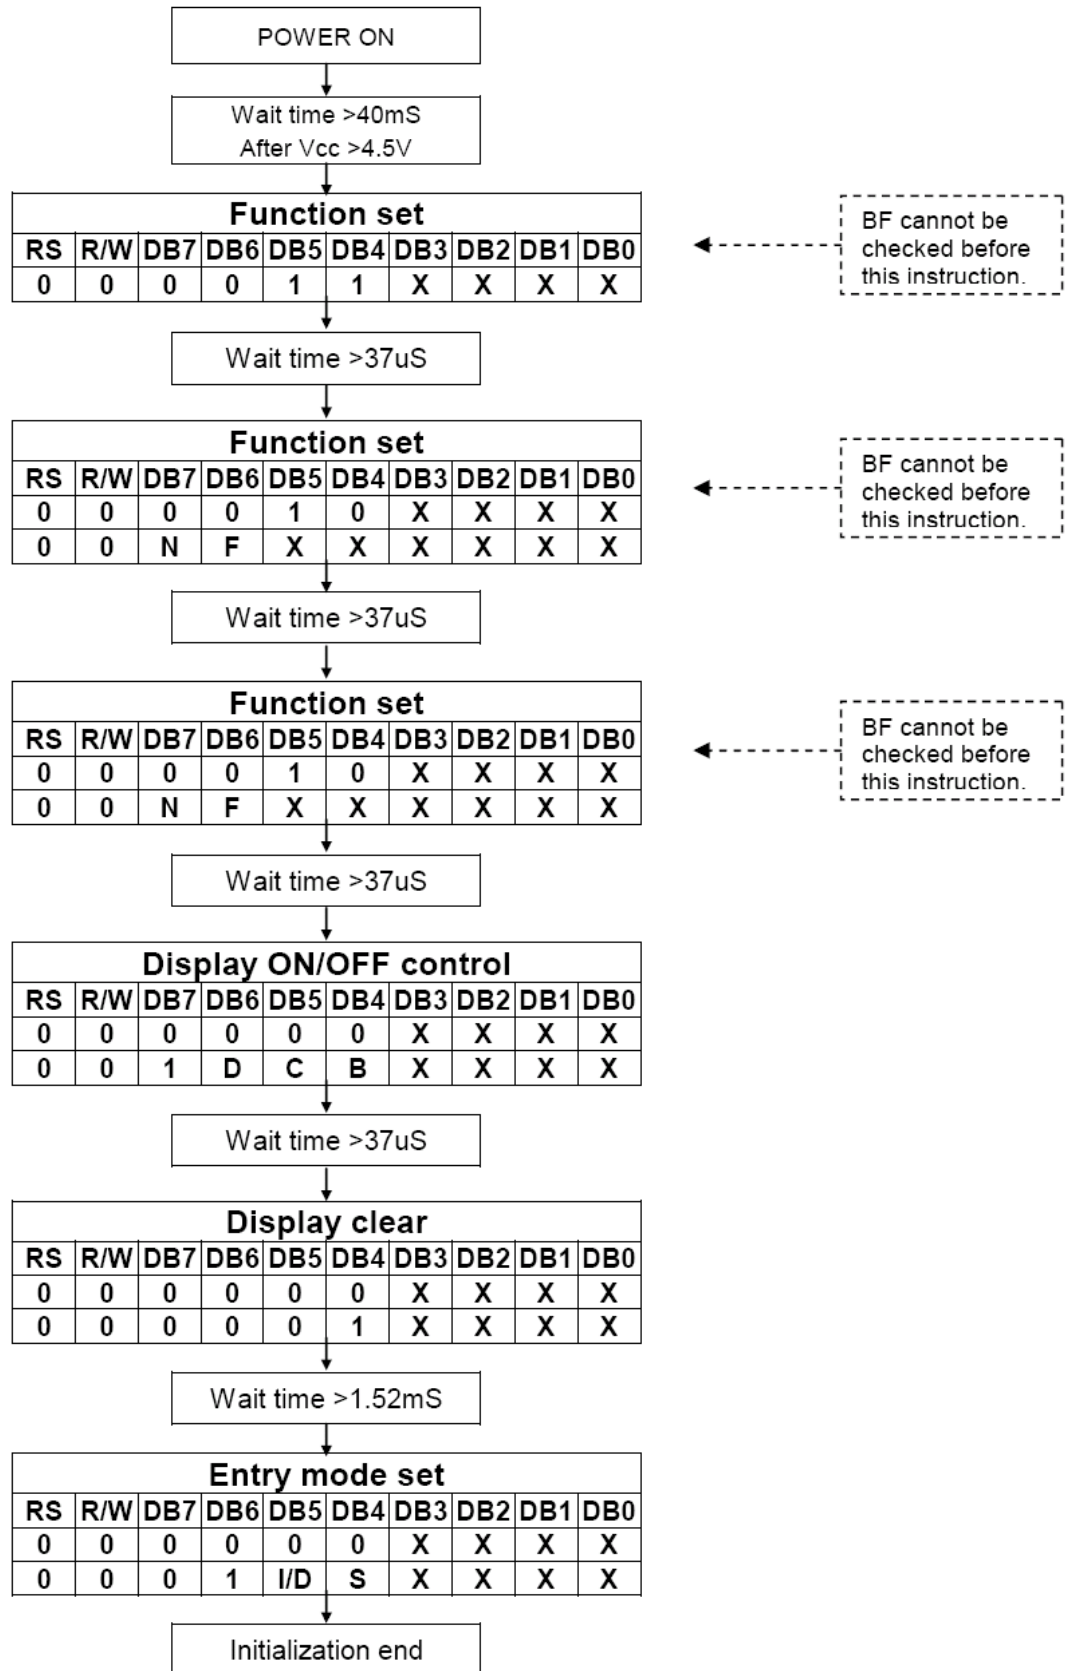 POWER ON
Wait time >40mS
After Vcc >4.5V
Function set
RS R/W DB7 DB6 DB5 DB4 DB3 DB2 DB1 DB0
0 0 0 0 1 1 X X X X
BF cannot be
checked before
this instruction.
Wait time >37uS
Function set
RS R/W DB7 DB6 DB5 DB4 DB3 DB2 DB1 DB0
0 0 0 0 1 0 X X X X
0 0 N F X X X X X X
BF cannot be
checked before
this instruction.
Wait time >37uS
Function set
RS R/W DB7 DB6 DB5 DB4 DB3 DB2 DB1 DB0
0 0 0 0 1 0 X X X X
0 0 N F X X X X X X
BF cannot be
checked before
this instruction.
Wait time >37uS
Display ON/OFF control
RS R/W DB7 DB6 DB5 DB4 DB3 DB2 DB1 DB0
0 0 0 0 0 0 X X X X
0 0 1 D C B X X X X
Wait time >37uS
Display clear
RS R/W DB7 DB6 DB5 DB4 DB3 DB2 DB1 DB0
0 0 0 0 0 0 X X X X
0 0 0 0 0 1 X X X X
Wait time >1.52mS
Entry mode set
RS R/W DB7 DB6 DB5 DB4 DB3 DB2 DB1 DB0
0 0 0 0 0 0 X X X X
0 0 0 1 I/D S X X X X
Initialization end